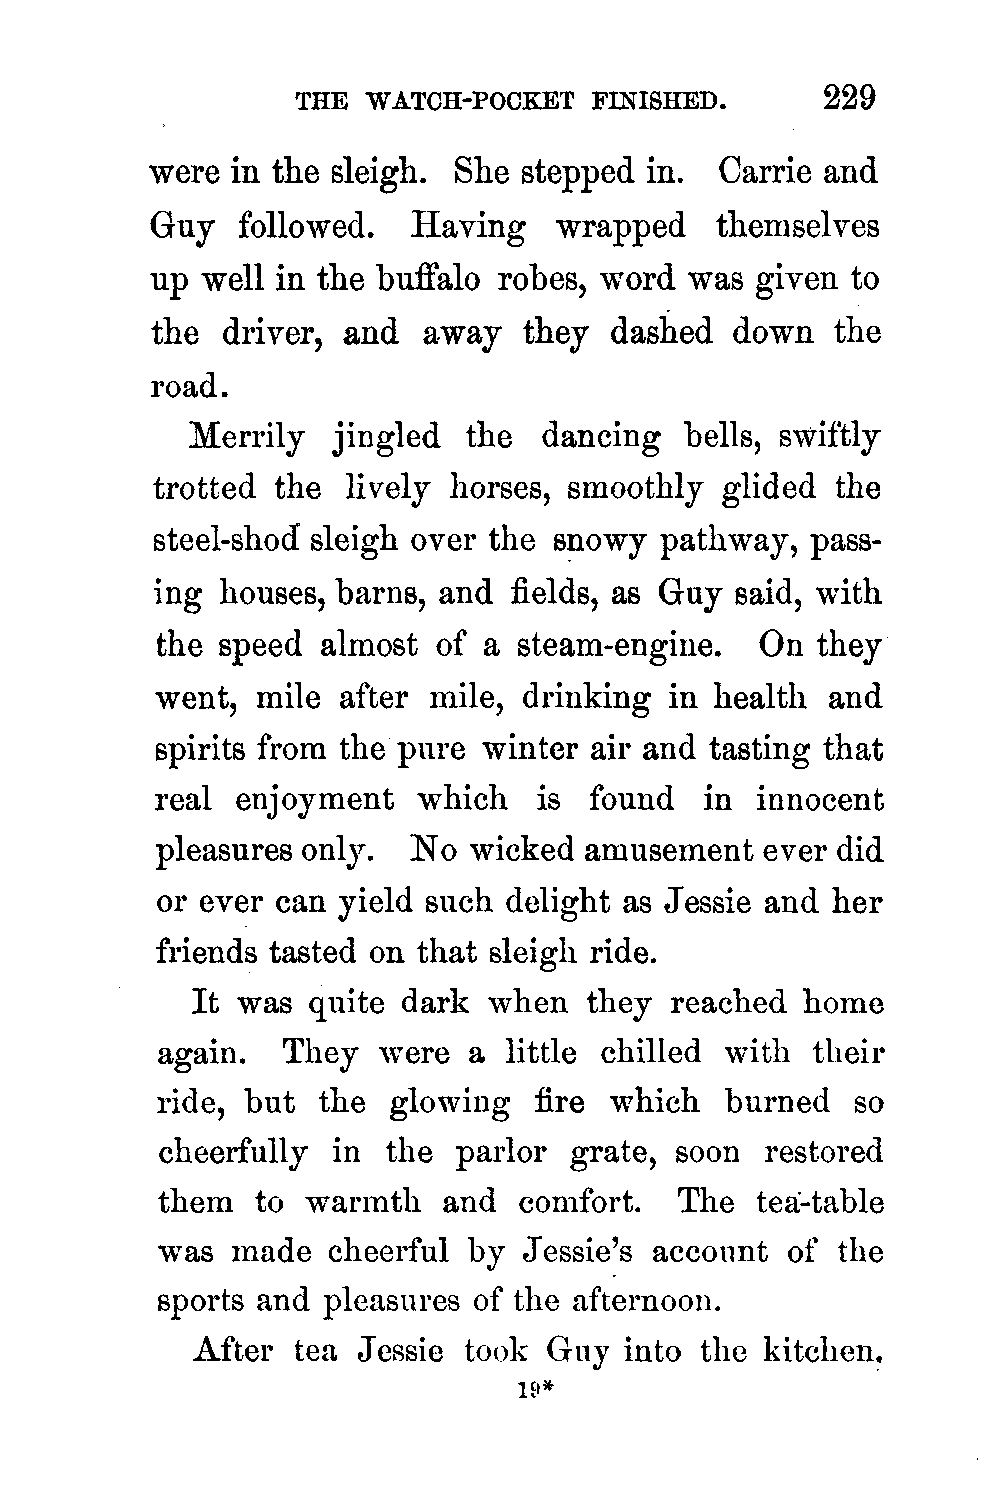 THE WATCH-POCKET FINISHED. 229
were in the sleigh. She stepped in. Carrie and
Guy followed. Having wrapped themselves
up well in the buffalo robes, word was given to
the driver, and away they dashed down the
road.
Merrily jingled the dancing bells, swiftly
trotted the lively horses, smoothly glided the
steel-shod sleigh over the snowy pathway, pass-
ing houses, barns, and fields, as Guy said, with
the speed almost of a steam-engine. On they
went, mile after mile, drinking in health and
spirits from the pure winter air and tasting that
real enjoyment which is found in innocent
pleasures only. No wicked amusement ever did
or ever can yield such delight as Jessie and her
friends tasted on that sleigh ride.
It was quite dark when they reached home
again. They were a little chilled with their
ride, but the glowing fire which burned so
cheerfully in the parlor grate, soon restored
them to warmth and comfort. The tea-table
was made cheerful by Jessie's account of the
sports and pleasures of the afternoon.
After tea Jessie took Guy into the kitchen.
19*